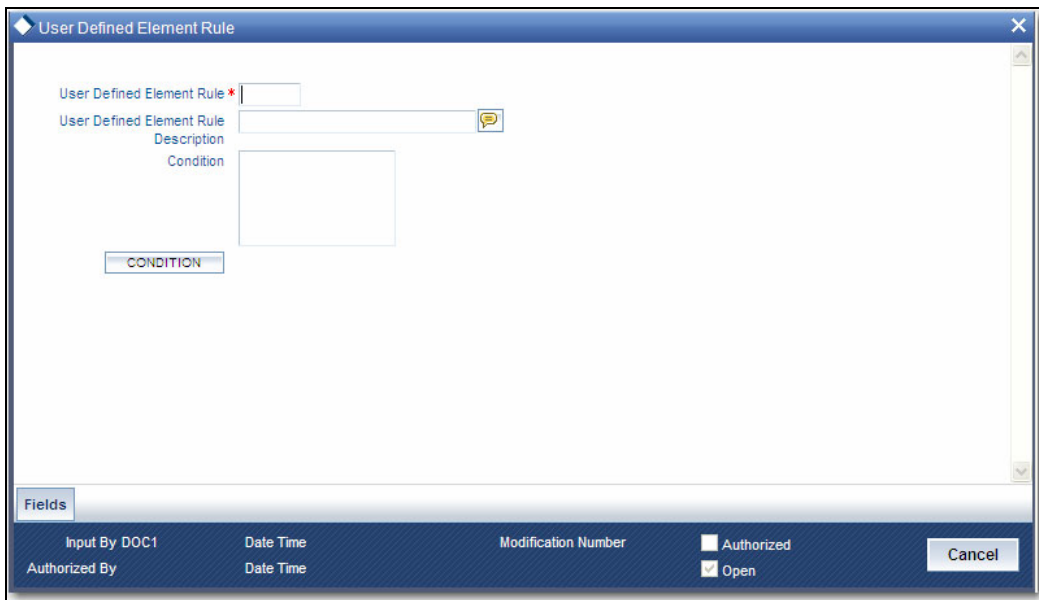 User Defined Element Rule
User Defined Element Rule *
User Defined Element Rule
Description
Condition
CONDITION
Fields
Input By DOC1 Date Time Modification Number Authorized
Authorized By Date Time Open
Cancel